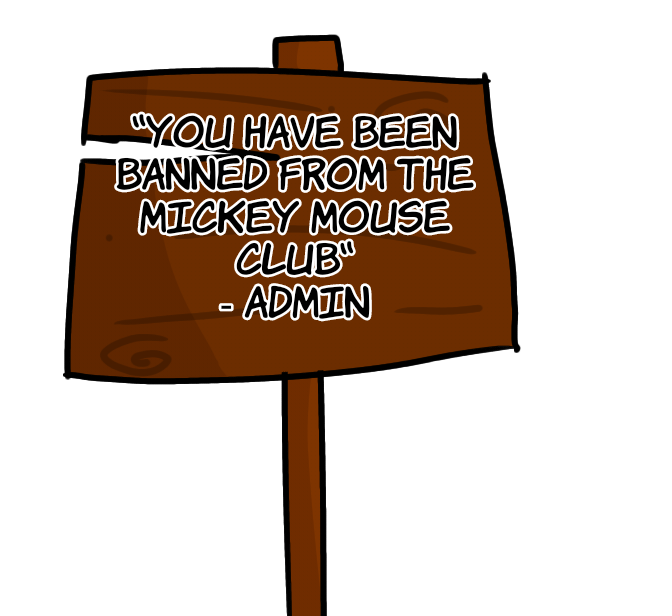 "YOU HAVE BEEN
BANNED FROM THE
MICKEY MOUSE
CLUB"
- ADMIN